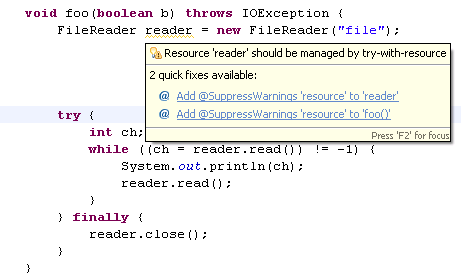 void foo(boolean b) throws IOException {
FileReader reader = new FileReader("file");
Resource 'reader' should be managed by try-with-resource
2 quick fixes available:
@ Add @SuppressWarnings 'resource' to 'reader'
@ Add @SuppressWarnings 'resource' to 'foo()'
Press 'F2' for focus
try {
int ch;
while ((ch = reader.read()) != -1) {
System.out.println(ch);
reader.read();
}
} finally {
reader.close();
}
}